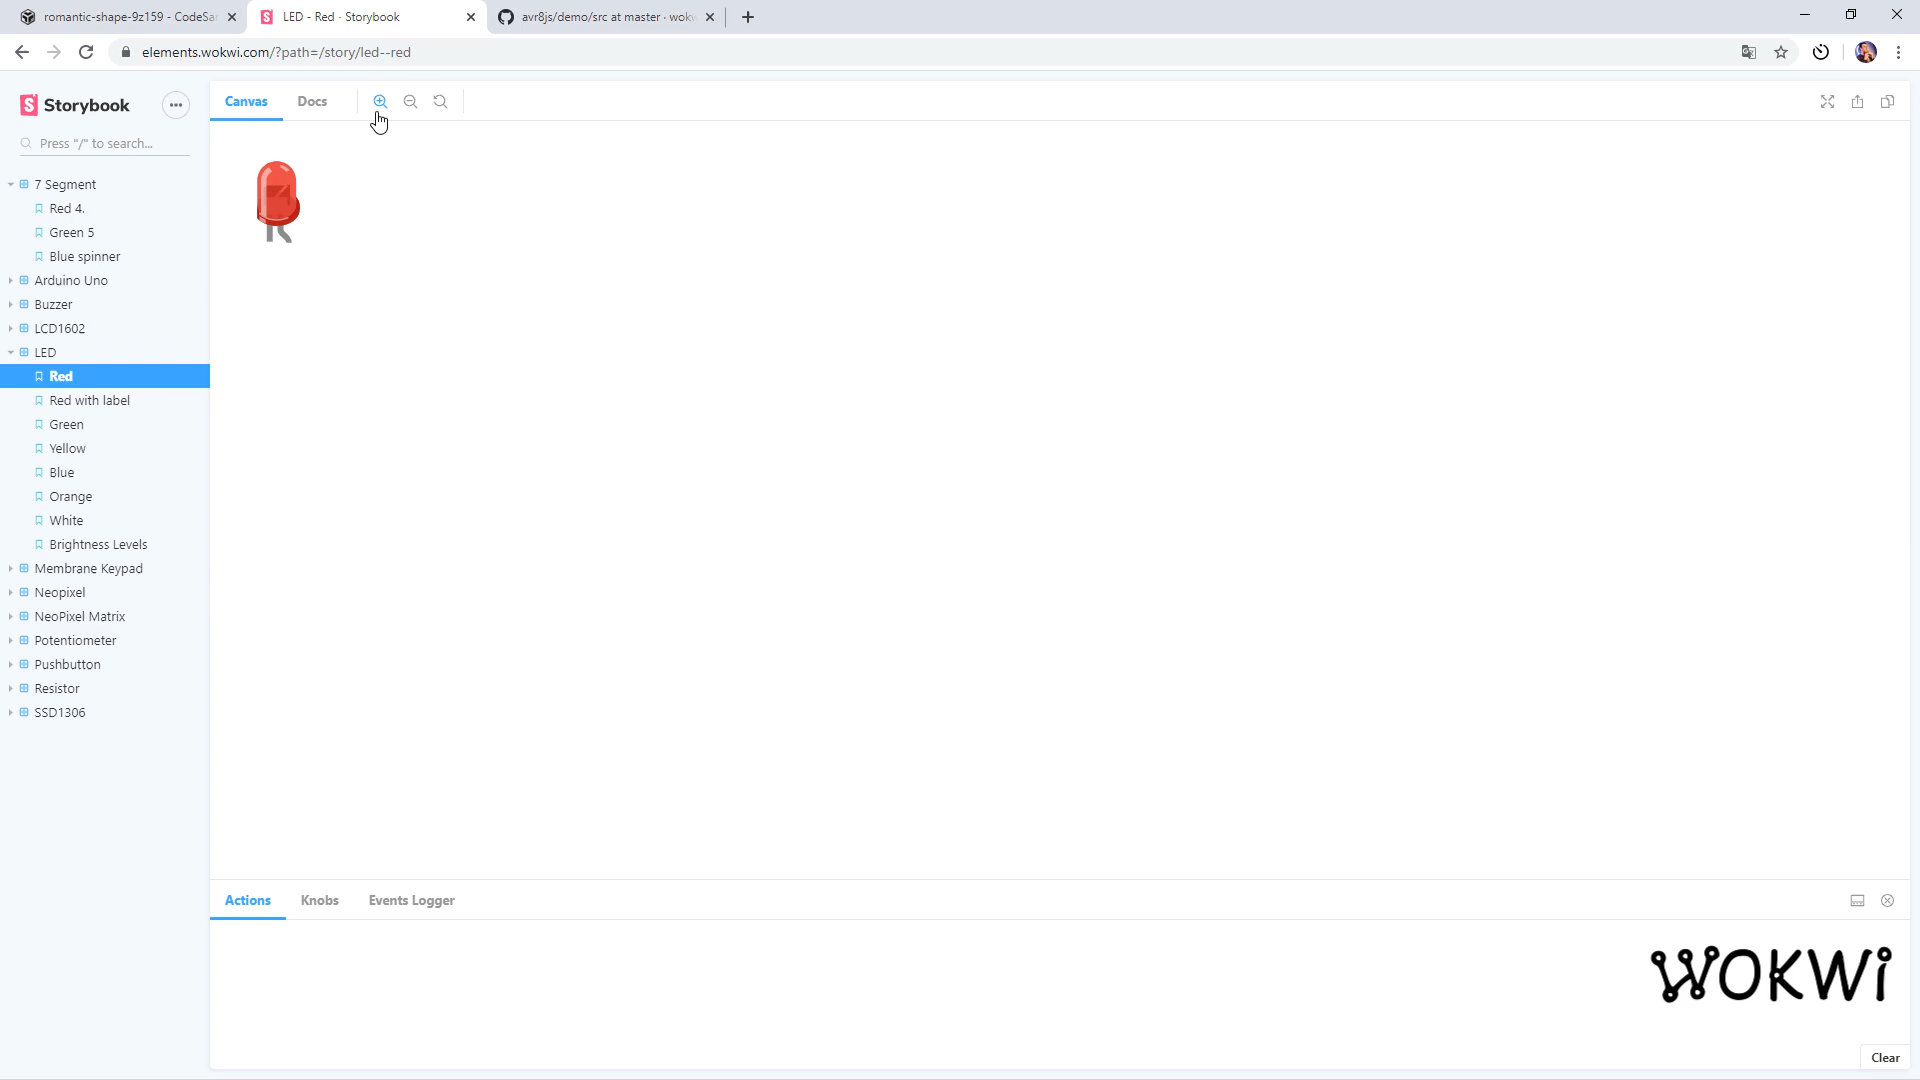 romantic-shape-9z159 - CodeSa
LED - Red · Storybook
avr8js/demo/src at master · wokw
elements.wokwi.com/?path=/story/led--red
Storybook
Press "/" to search...
7 Segment
Red 4.
Green 5
Blue spinner
Arduino Uno
Buzzer
LCD1602
LED
Red
Red with label
Green
Yellow
Blue
Orange
White
Brightness Levels
Membrane Keypad
Neopixel
NeoPixel Matrix
Potentiometer
Pushbutton
Resistor
SSD1306
Canvas Docs
Actions Knobs Events Logger
WOKWi
Clear